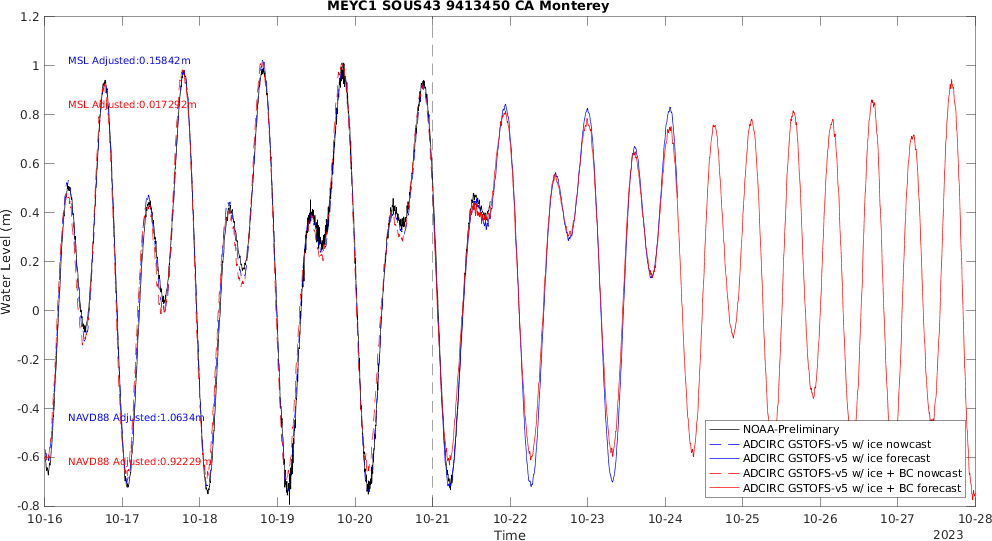 MEYC1 SOUS43 9413450 CA Monterey
1.2
1
0.8
0.6
0.4
0.2
0
-0.2
-0.4
-0.6
-0.8
Water Level (m)
MSL Adjusted:0.15842m
MSL Adjusted:0.017292m
NAVD88 Adjusted:1.0634m
NAVD88 Adjusted:0.92229m
NOAA-Preliminary
ADCIRC GSTOFS-v5 w/ ice nowcast
ADCIRC GSTOFS-v5 w/ ice forecast
ADCIRC GSTOFS-v5 w/ ice + BC nowcast
ADCIRC GSTOFS-v5 w/ ice + BC forecast
10-16 10-17 10-18 10-19 10-20 10-21 10-22 10-23 10-24 10-25 10-26 10-27 10-28
Time
2023